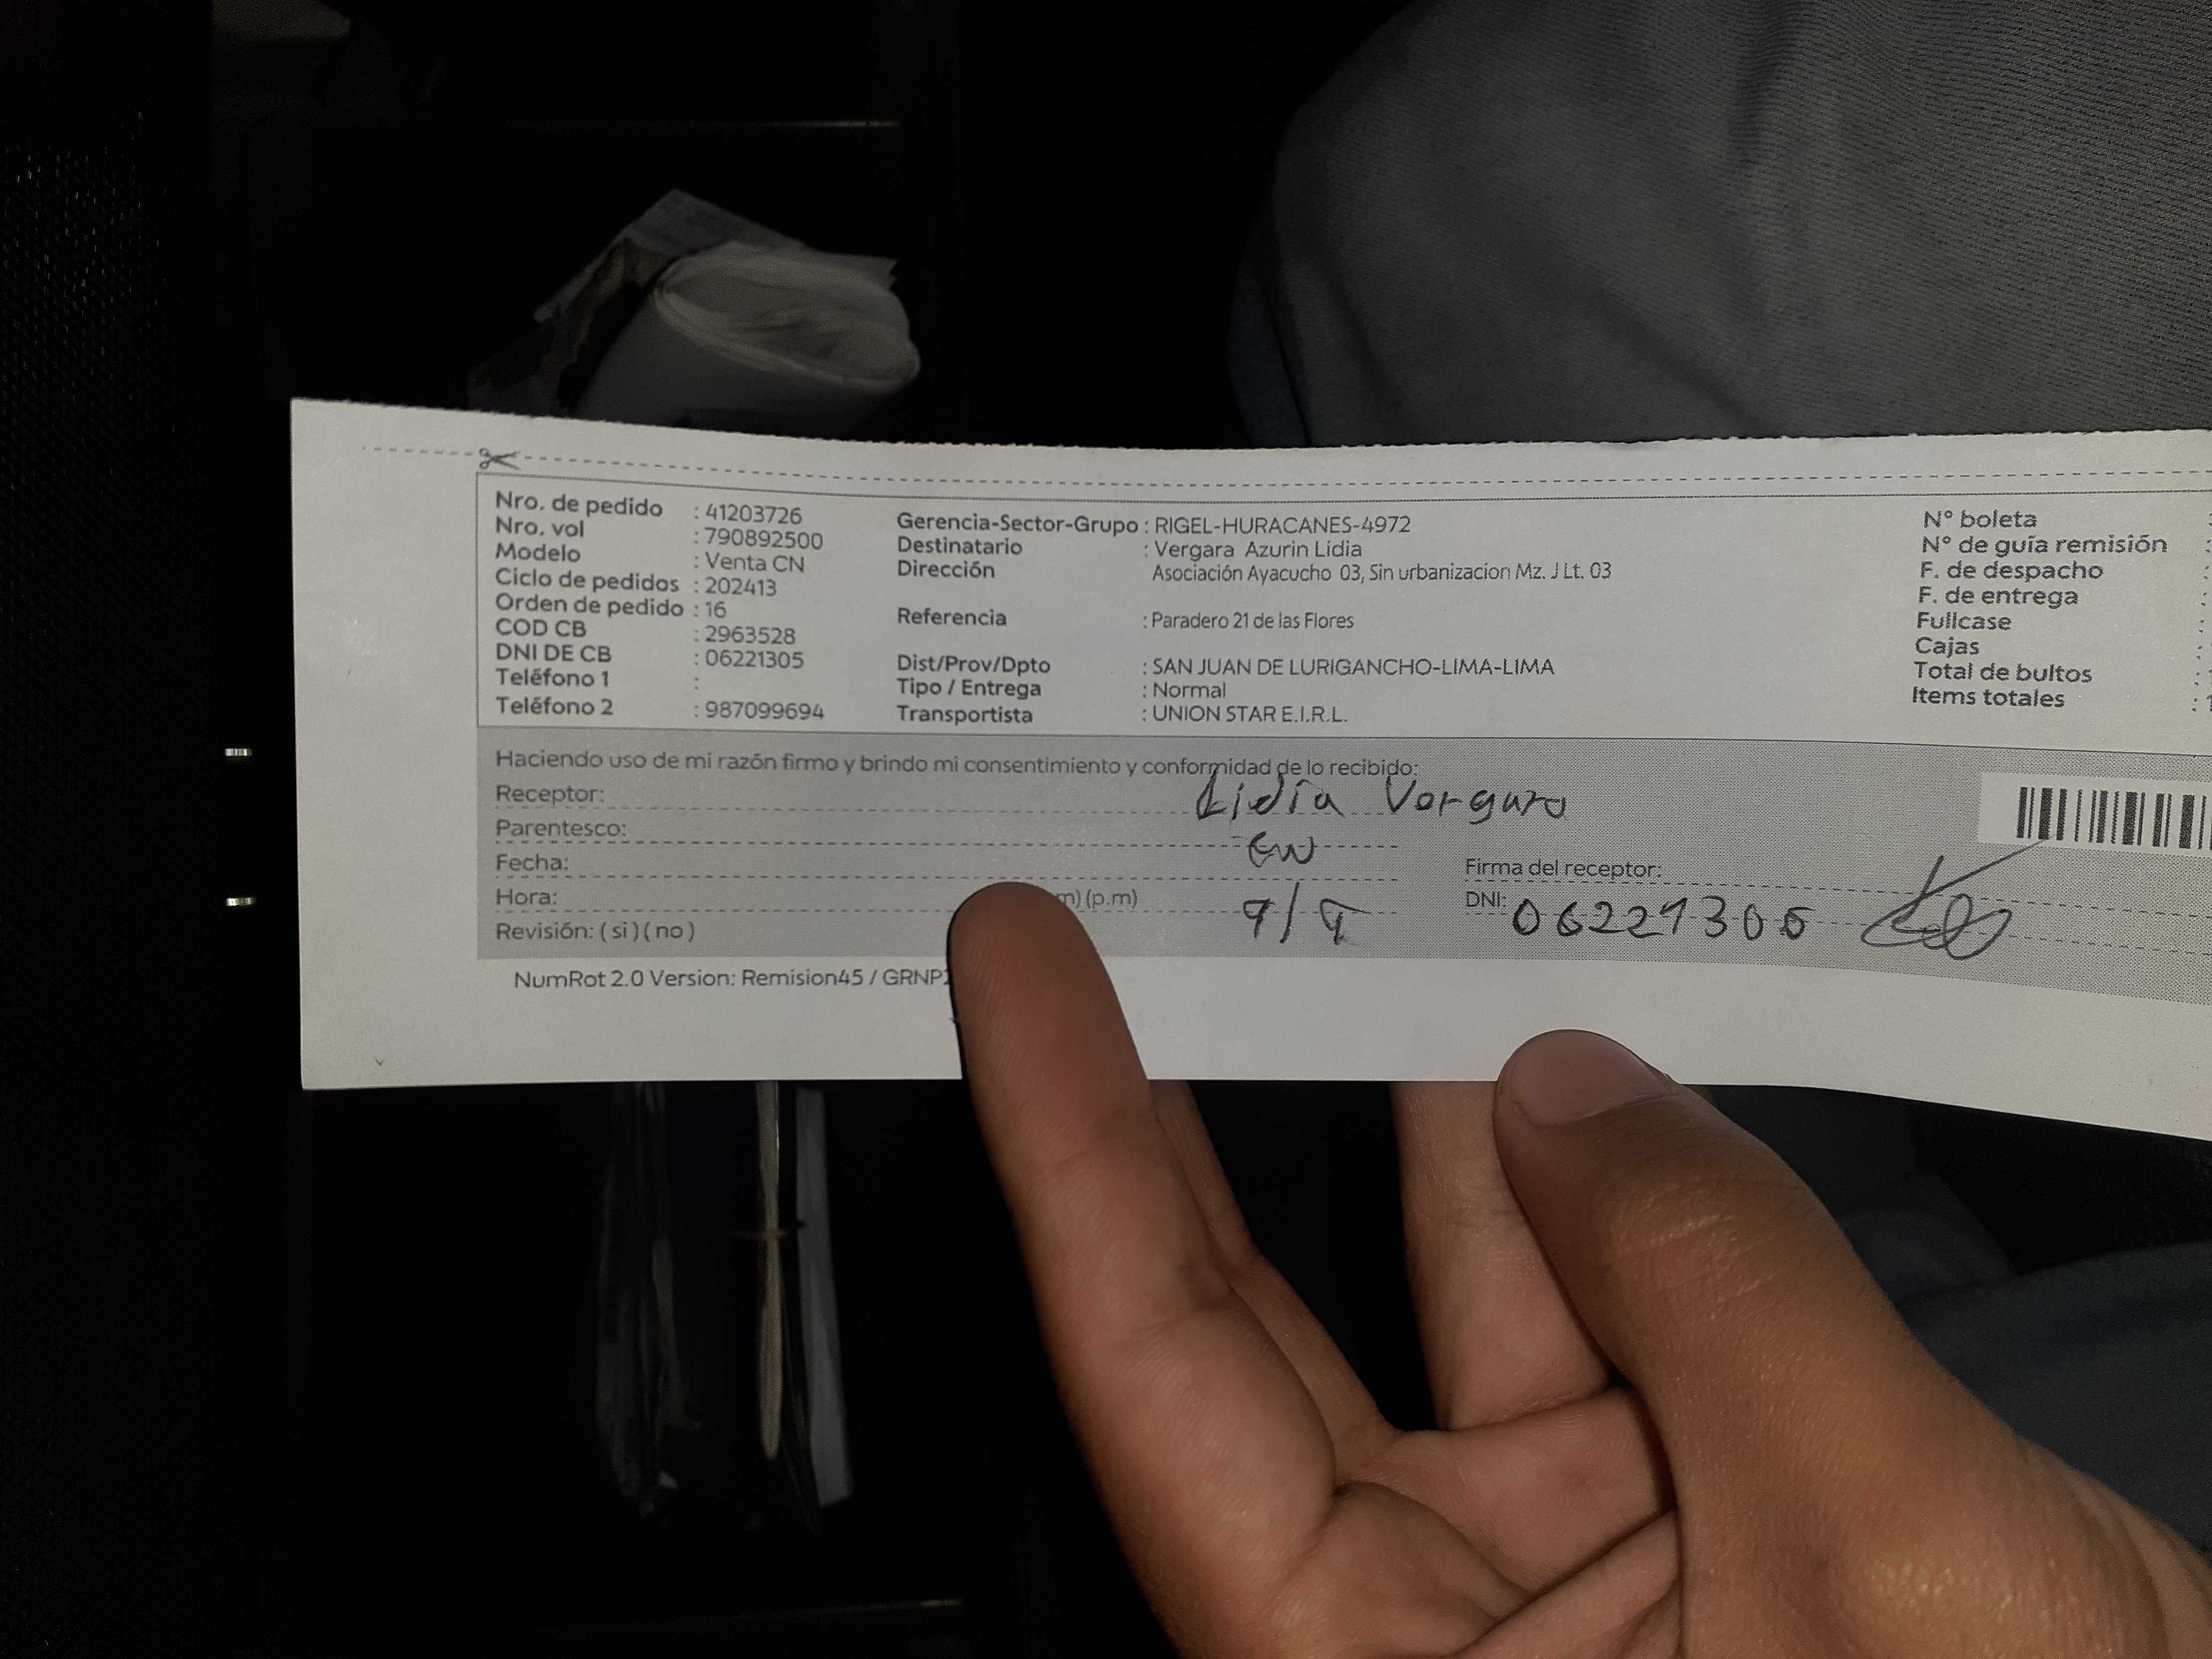 Nro. de pedido : 41203726
Nro. vol : 790892500
Modelo : Venta CN
Ciclo de pedidos : 202413
Orden de pedido : 16
COD CB : 2963528
DNI DE CB : 06221305
Teléfono 1 :
Teléfono 2 : 987099694
Gerencia-Sector-Grupo : RIGEL-HURACANES-4972
Destinatario : Vergara Azurin Lidia
Dirección Asociación Ayacucho 03, Sin urbanizacion Mz. J Lt. 03
Referencia : Paradero 21 de las Flores
Dist/Prov/Dpto : SAN JUAN DE LURIGANCHO-LIMA-LIMA
Tipo / Entrega : Normal
Transportista : UNION STAR E.I.R.L.
N° boleta :
N° de guía remisión :
F. de despacho :
F. de entrega :
Fullcase :
Cajas :
Total de bultos :
Items totales :
Haciendo uso de mi razón firmo y brindo mi consentimiento y conformidad de lo recibido:
Receptor: Lidia Vergara
Parentesco:
Fecha:
Hora: m) (p.m)
Revisión: ( si ) ( no )
Firma del receptor:
DNI: 06221305
NumRot 2.0 Version: Remision45 / GRNP